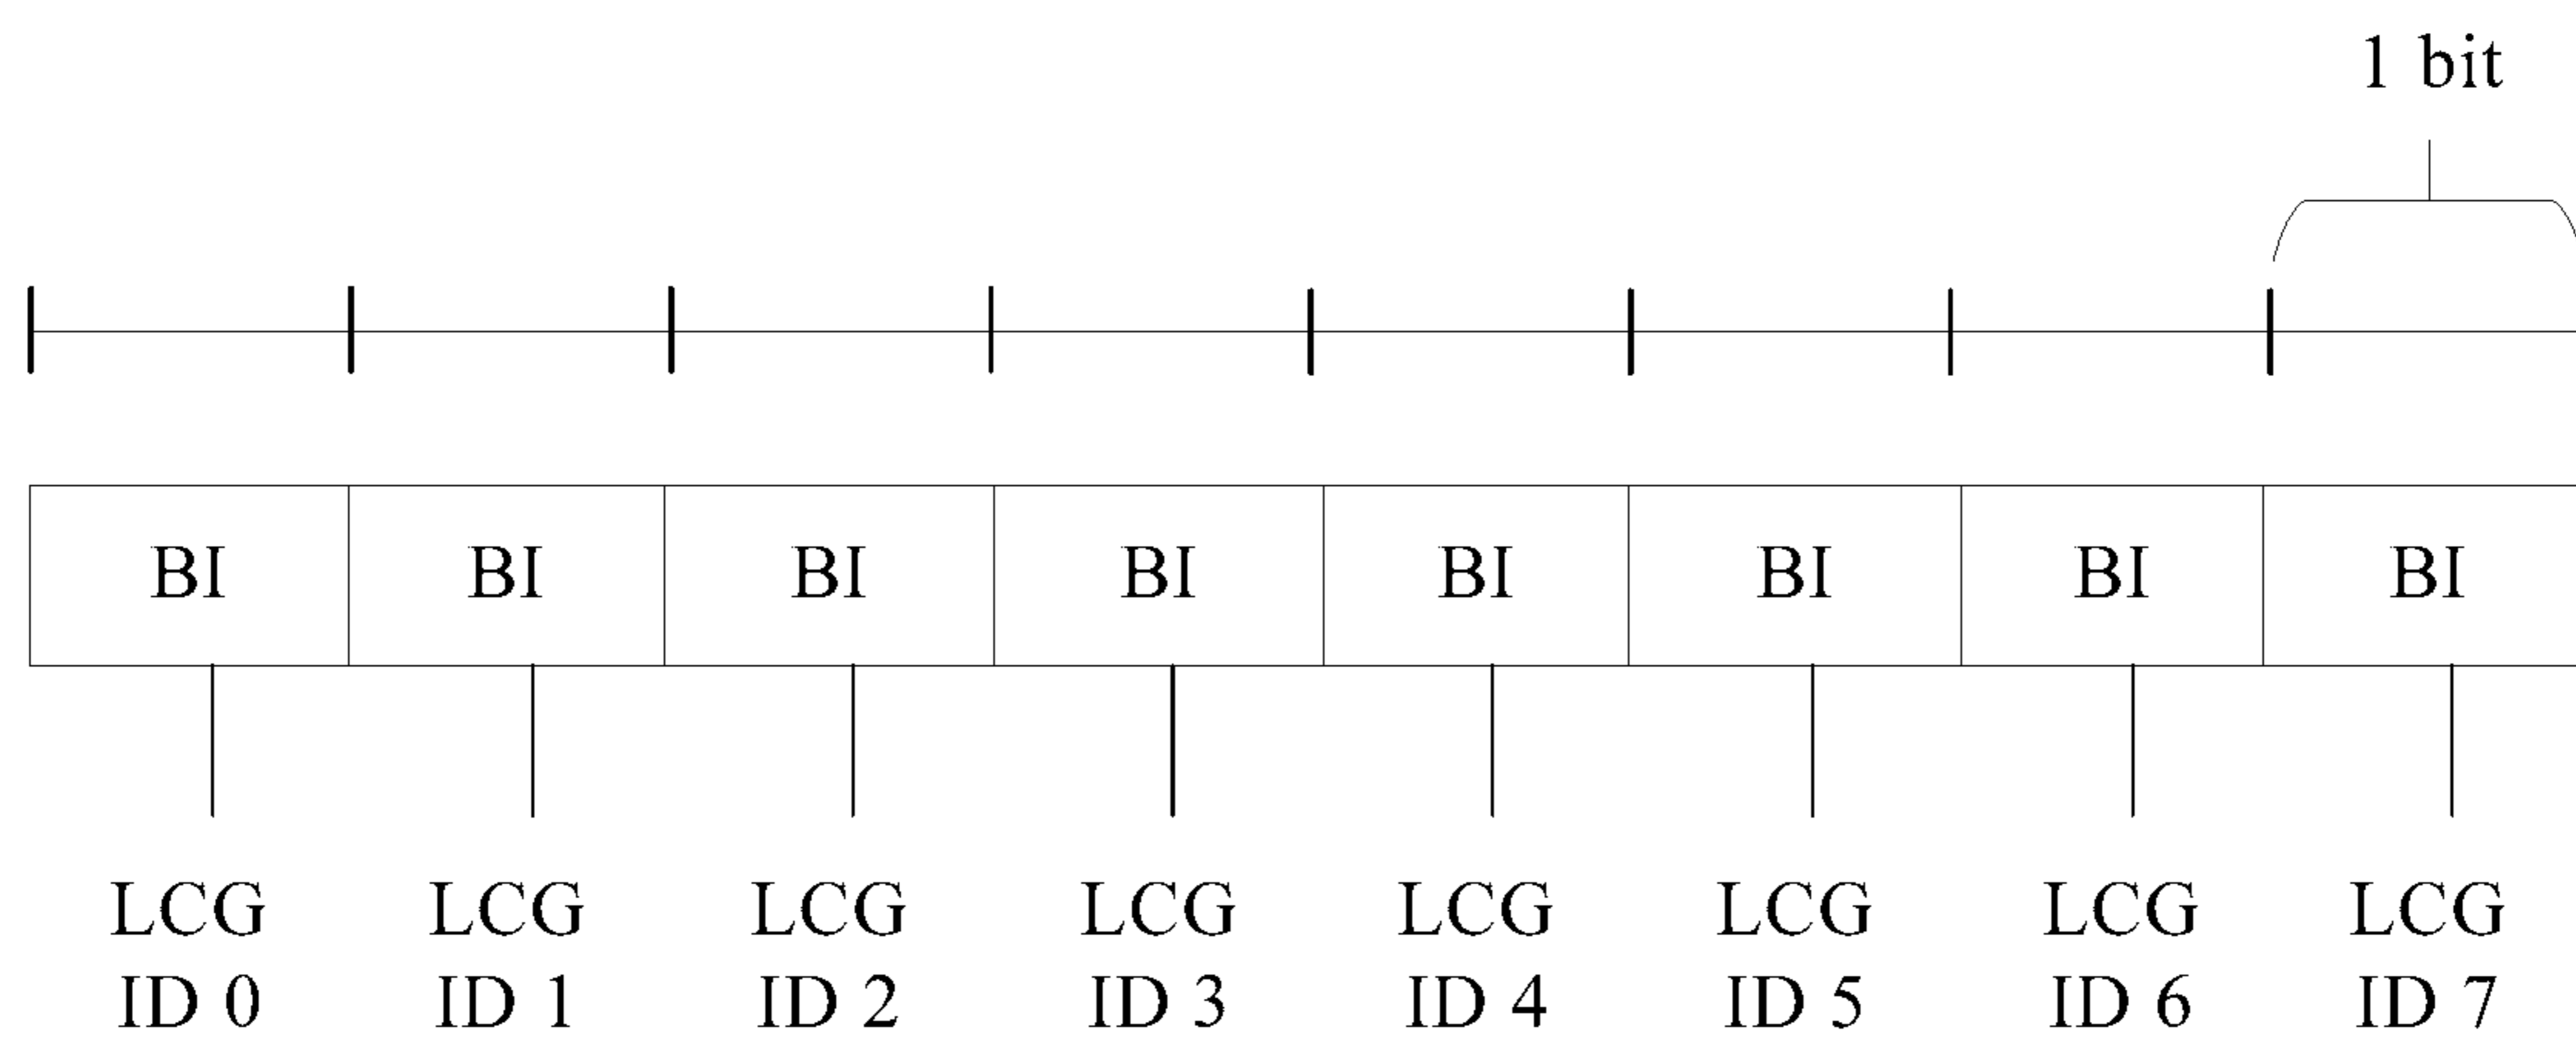 1 bit
BI BI BI BI BI BI BI BI
LCG LCG LCG LCG LCG LCG LCG LCG
ID 0 ID 1 ID 2 ID 3 ID 4 ID 5 ID 6 ID 7